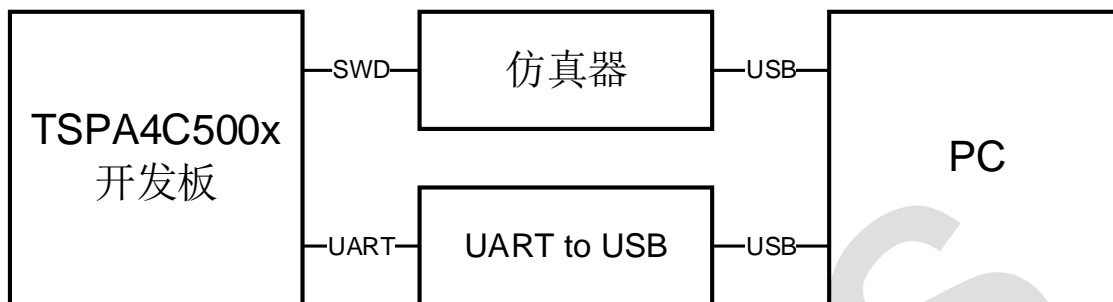 TSPA4C500x
开发板
SWD
仿真器
USB
PC
UART
UART to USB
USB